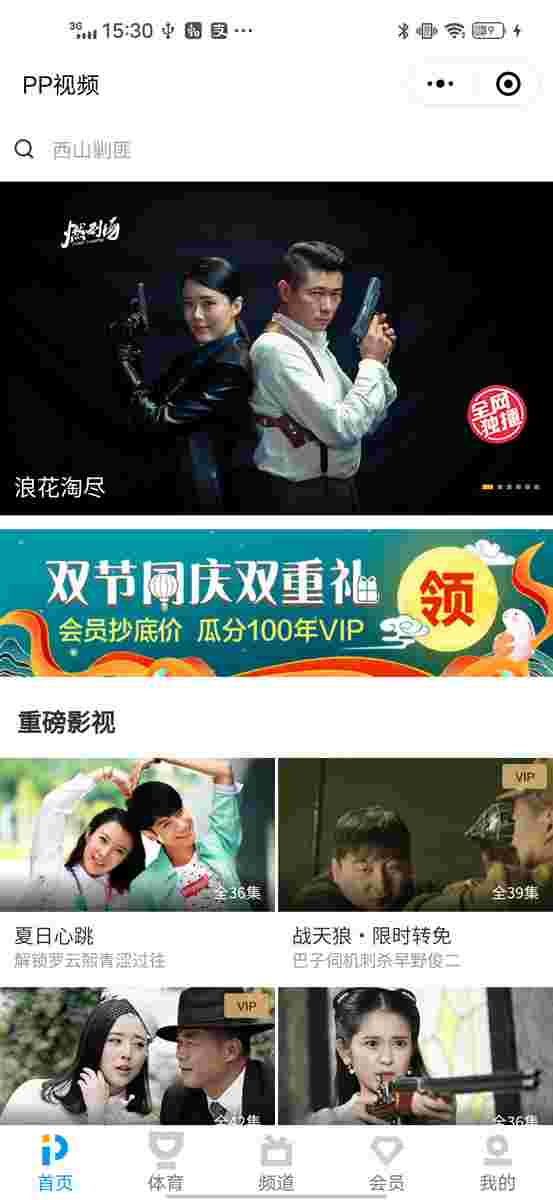 3G 15:30
PP视频
西山剿匪
燃剧场
全网
独播
浪花淘尽
双节同庆双重礼
会员抄底价 瓜分100年VIP
领
重磅影视
全36集
VIP
全39集
夏日心跳
解锁罗云熙青涩过往
战天狼·限时转免
巴子伺机刺杀早野俊二
VIP
全42集
全36集
首页
体育
频道
会员
我的